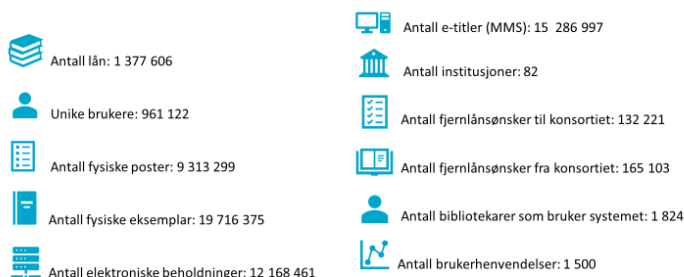 Antall lån: 1 377 606
Unike brukere: 961 122
Antall fysiske poster: 9 313 299
Antall fysiske eksemplar: 19 716 375
Antall elektroniske beholdninger: 12 168 461
Antall e-titler (MMS): 15 286 997
Antall institusjoner: 82
Antall fjernlånsønsker til konsortiet: 132 221
Antall fjernlånsønsker fra konsortiet: 165 103
Antall bibliotekarer som bruker systemet: 1 824
Antall brukerhenvendelser: 1 500